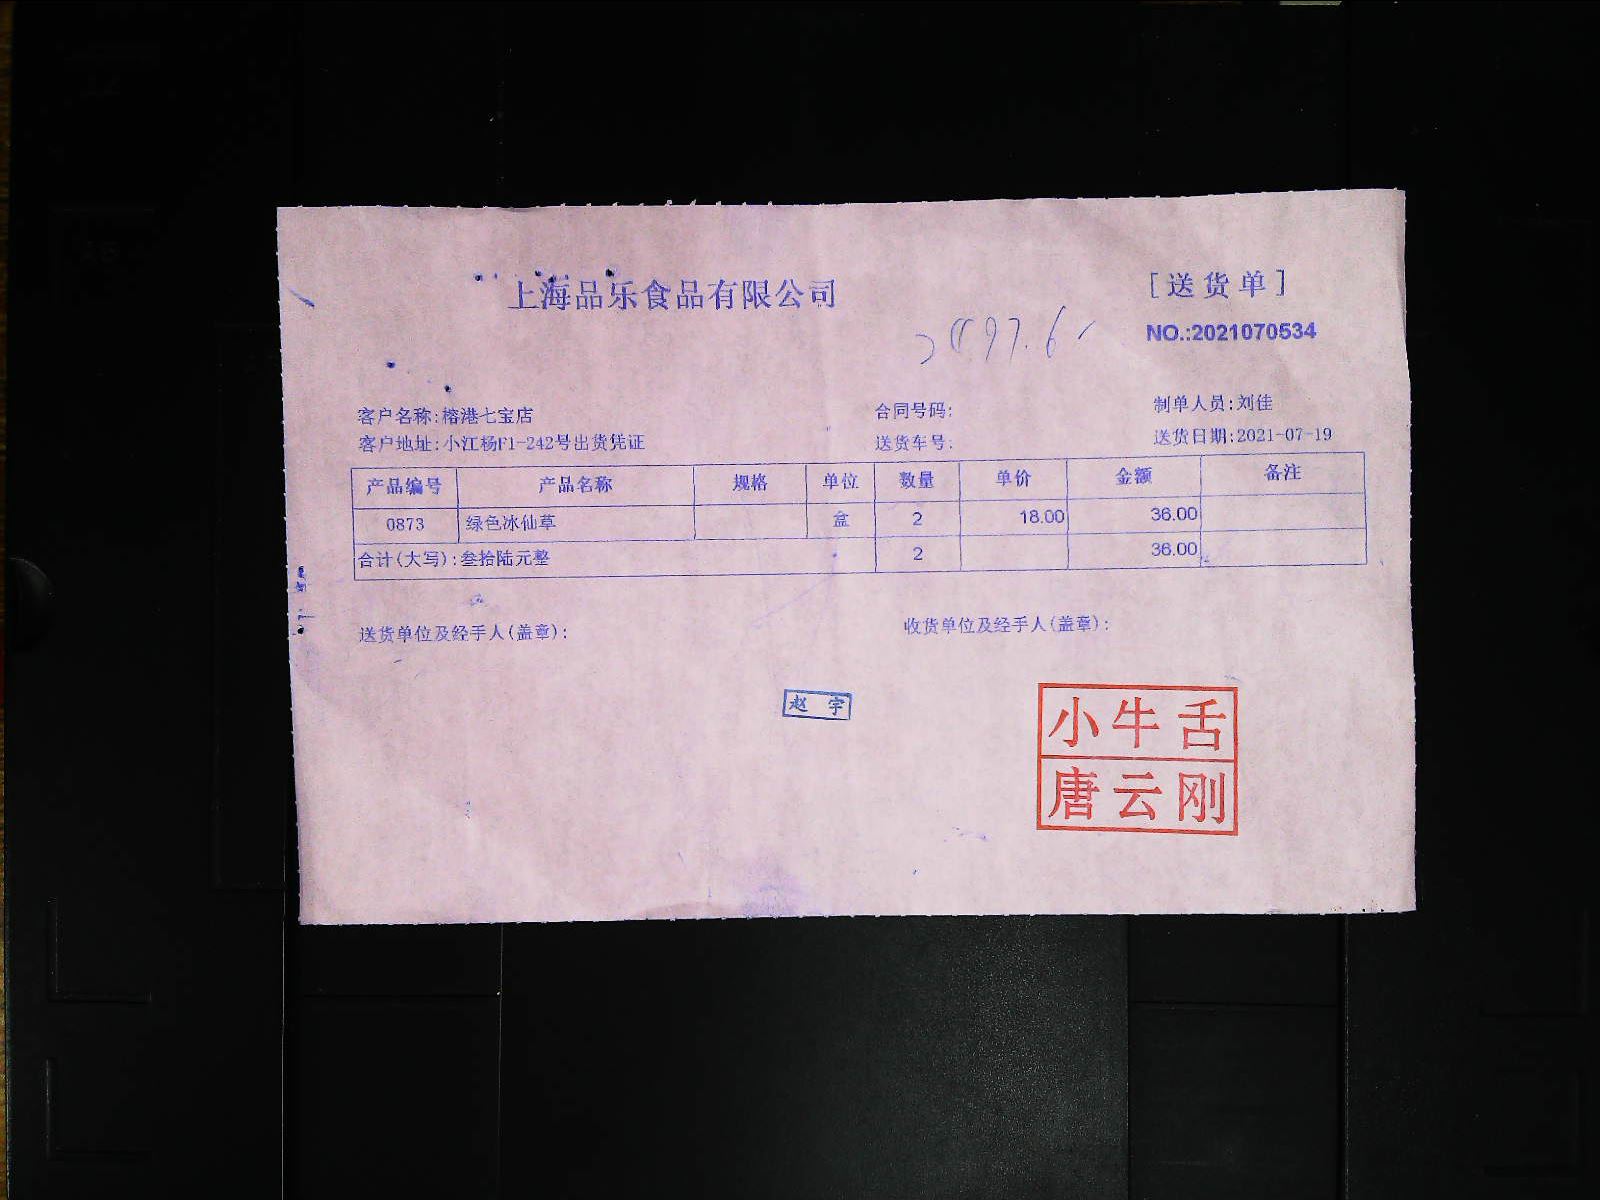 上海品乐食品有限公司
[送货单]
NO.:2021070534
客户名称:榕港七宝店
合同号码:
制单人员:刘佳
客户地址:小江杨F1-242号出货凭证
送货车号:
送货日期:2021-07-19
产品编号 产品名称 规格 单位 数量 单价 金额 备注
0873 绿色冰仙草 盒 2 18.00 36.00
合计(大写):叁拾陆元整 2 36.00
送货单位及经手人(盖章):
收货单位及经手人(盖章):
赵宇
小牛舌
唐云刚